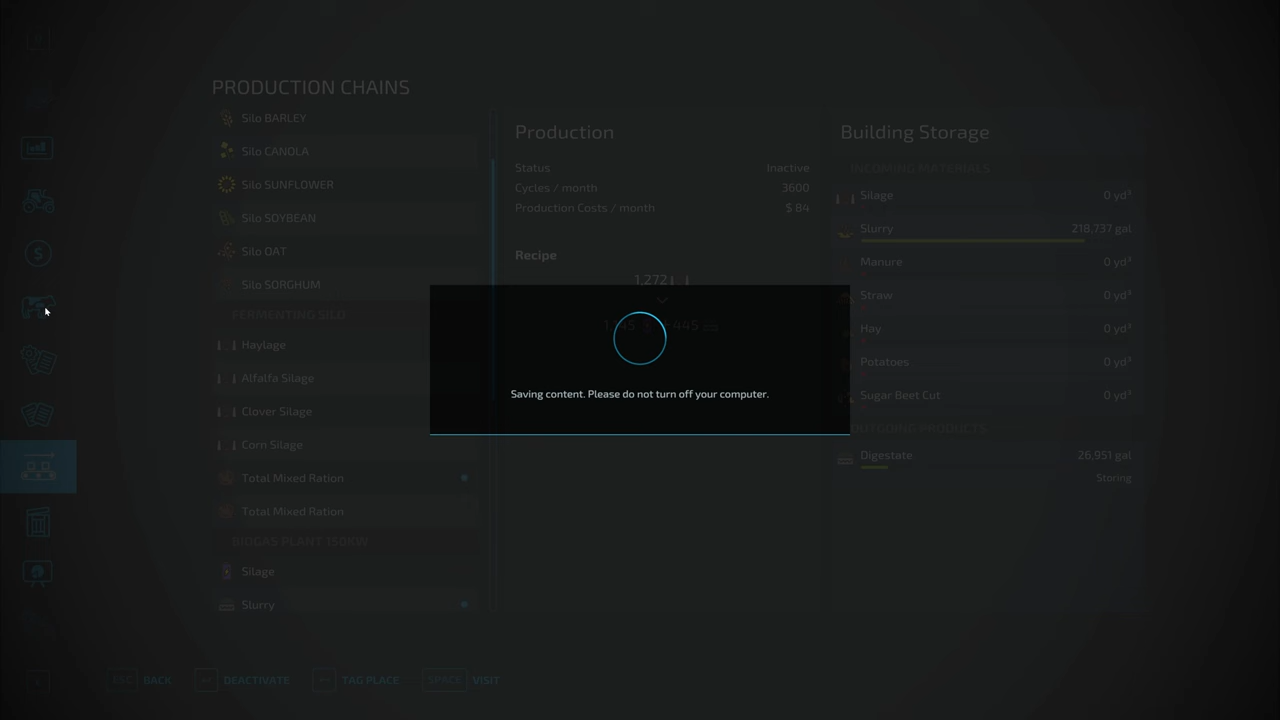 PRODUCTION CHAINS
Silo BARLEY
Silo CANOLA
Silo SUNFLOWER
Silo SOYBEAN
Silo OAT
Silo SORGHUM
FERMENTING SILO
Haylage
Alfalfa Silage
Clover Silage
Corn Silage
Total Mixed Ration
Total Mixed Ration
BIOGAS PLANT 150KW
Silage
Slurry
Production
Status Inactive
Cycles / month 3600
Production Costs / month $ 84
Recipe
1,272
445
Saving content. Please do not turn off your computer.
Building Storage
INCOMING MATERIALS
Silage 0 yd³
Slurry 218,737 gal
Manure 0 yd³
Straw 0 yd³
Hay 0 yd³
Potatoes 0 yd³
Sugar Beet Cut 0 yd³
OUTGOING PRODUCTS
Digestate 26,951 gal
Storing
ESC BACK
DEACTIVATE
TAG PLACE
SPACE VISIT